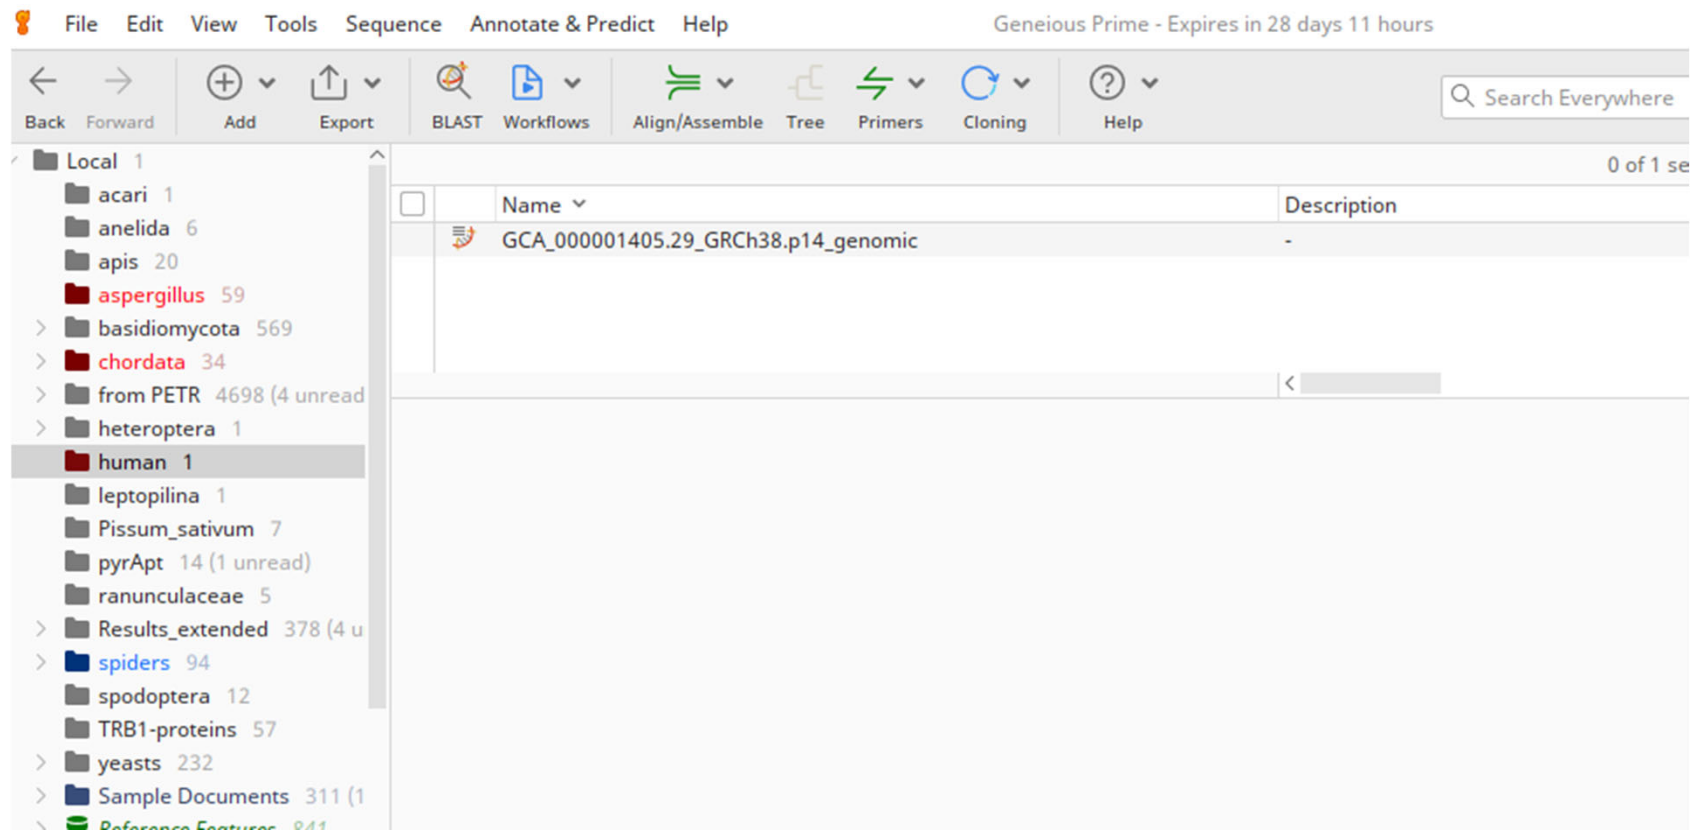 File Edit View Tools Sequence Annotate & Predict Help Geneious Prime - Expires in 28 days 11 hours
Back Forward Add Export BLAST Workflows Align/Assemble Tree Primers Cloning Help Search Everywhere
Local 1
0 of 1 se
acari 1
Name Description
anelida 6
GCA_000001405.29_GRCh38.p14_genomic -
apis 20
aspergillus 59
basidiomycota 569
chordata 34
from PETR 4698 (4 unread
heteroptera 1
human 1
leptopilina 1
Pissum_sativum 7
pyrApt 14 (1 unread)
ranunculaceae 5
Results_extended 378 (4 u
spiders 94
spodoptera 12
TRB1-proteins 57
yeasts 232
Sample Documents 311 (1
Reference Features 841